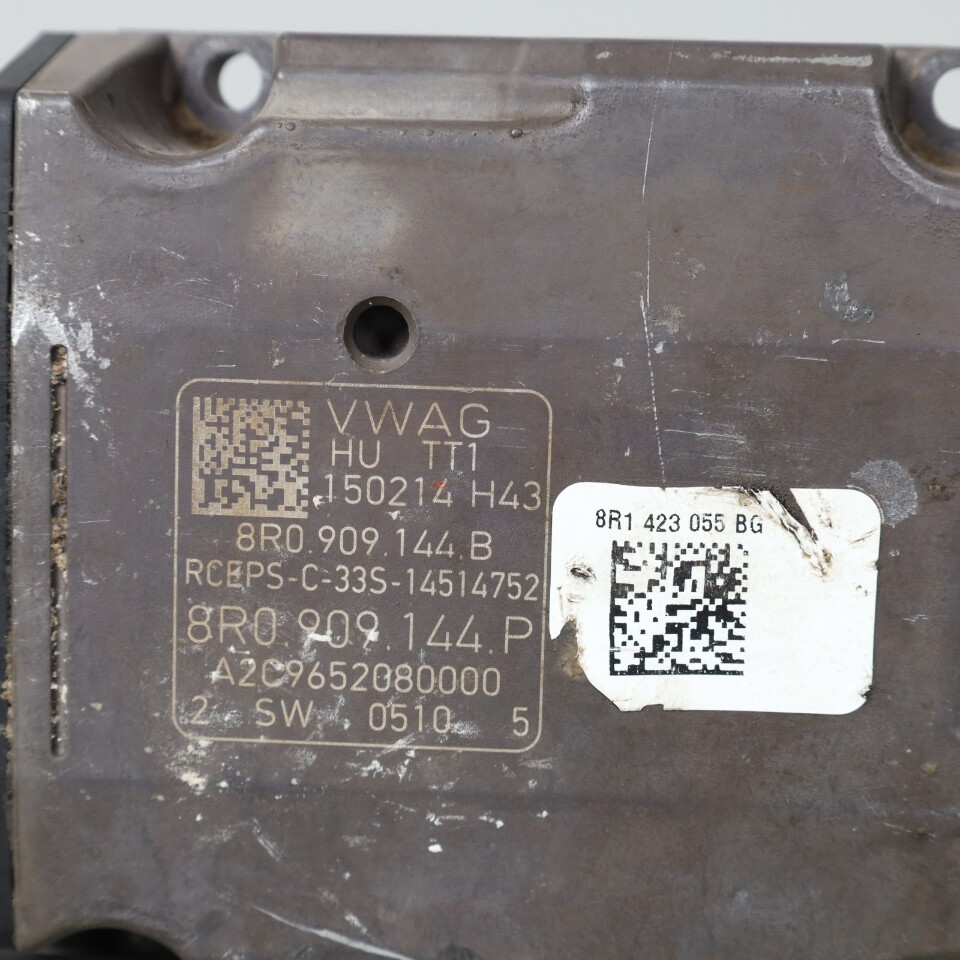 VWAG
HU TT1
150214 H43
8R0.909.144.B
RCEPS-C-33S-14514752
8R0.909.144.P
A2C9652080000
2 SW 0510 5
8R1 423 055 BG